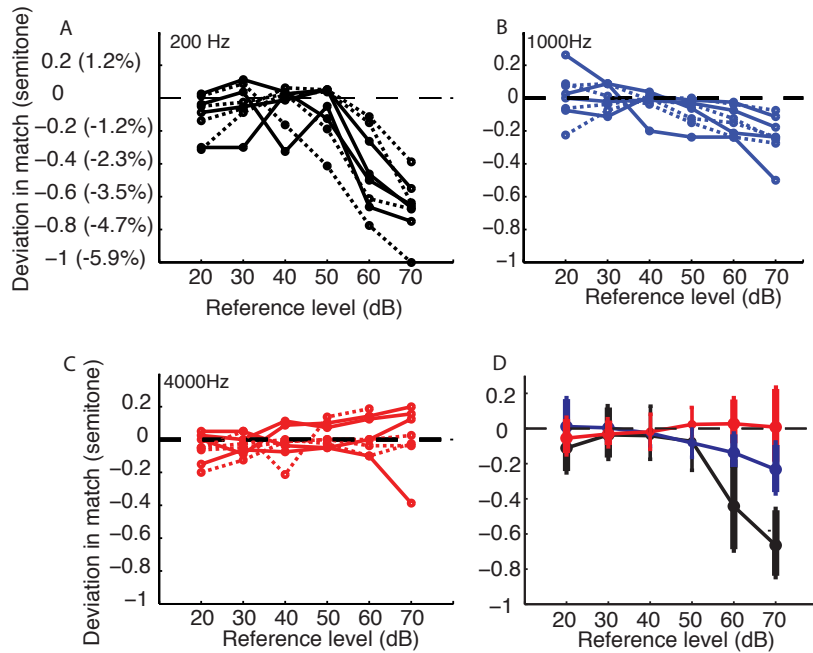 A
200 Hz
Deviation in match (semitone)
0.2 (1.2%)
0
−0.2 (-1.2%)
−0.4 (-2.3%)
−0.6 (-3.5%)
−0.8 (-4.7%)
−1 (-5.9%)
20 30 40 50 60 70
Reference level (dB)
B
1000Hz
0.2
0
−0.2
−0.4
−0.6
−0.8
−1
20 30 40 50 60 70
Reference level (dB)
C
4000Hz
Deviation in match (semitone)
0.2
0
−0.2
−0.4
−0.6
−0.8
−1
20 30 40 50 60 70
Reference level (dB)
D
0.2
0
−0.2
−0.4
−0.6
−0.8
−1
20 30 40 50 60 70
Reference level (dB)